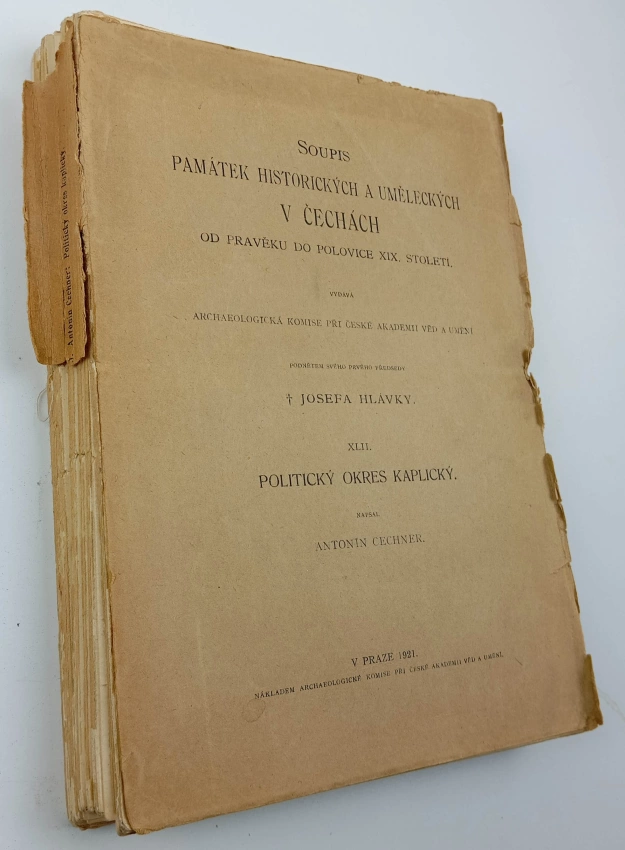 SOUPIS
PAMÁTEK HISTORICKÝCH A UMĚLECKÝCH
V ČECHÁCH
OD PRAVĚKU DO POLOVICE XIX. STOLETÍ.
VYDÁVÁ
ARCHAEOLOGICKÁ KOMISE PŘI ČESKÉ AKADEMII VĚD A UMĚNÍ
PODNĚTEM SVÉHO PRVÉHO PŘEDSEDY
† JOSEFA HLÁVKY.
XLII.
POLITICKÝ OKRES KAPLICKÝ.
NAPSAL
ANTONÍN CECHNER.
V PRAZE 1921.
NÁKLADEM ARCHAEOLOGICKÉ KOMISE PŘI ČESKÉ AKADEMII VĚD A UMĚNÍ.
Antonín Cechner: Politický okres kaplický